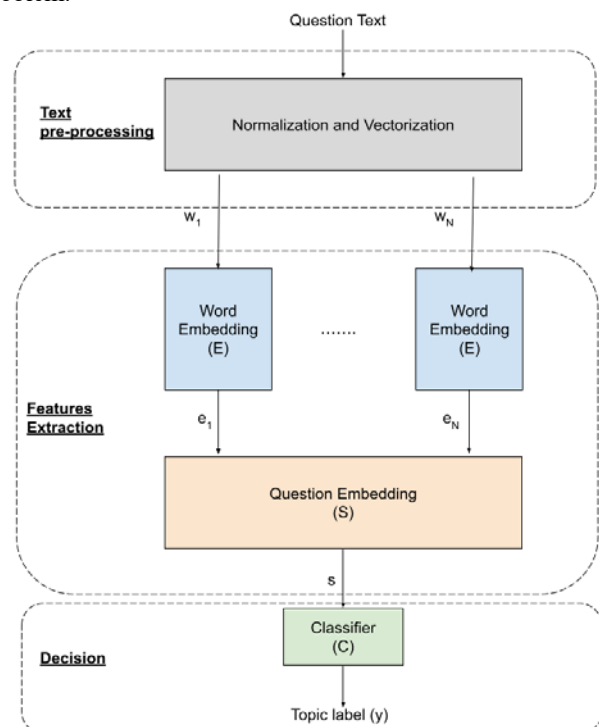 Question Text
Text
pre-processing
Normalization and Vectorization
w1
wN
Word
Embedding
(E)
.......
Word
Embedding
(E)
Features
Extraction
e1
eN
Question Embedding
(S)
s
Classifier
(C)
Decision
Topic label (y)